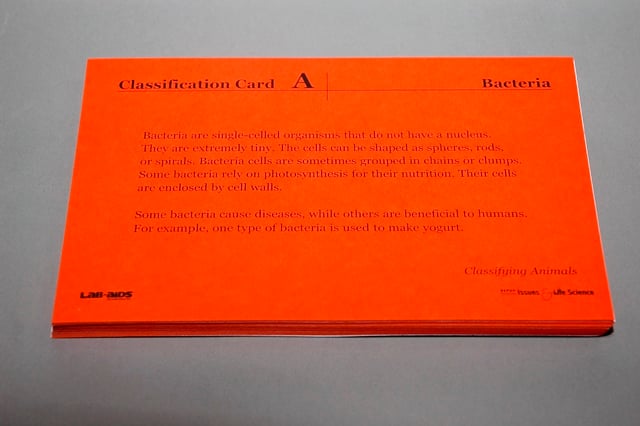 Classification Card A Bacteria
Bacteria are single-celled organisms that do not have a nucleus.
They are extremely tiny. The cells can be shaped as spheres, rods,
or spirals. Bacteria cells are sometimes grouped in chains or clumps.
Some bacteria rely on photosynthesis for their nutrition. Their cells
are enclosed by cell walls.
Some bacteria cause diseases, while others are beneficial to humans.
For example, one type of bacteria is used to make yogurt.
Classifying Animals
LAB-AIDS
Issues & Life Science